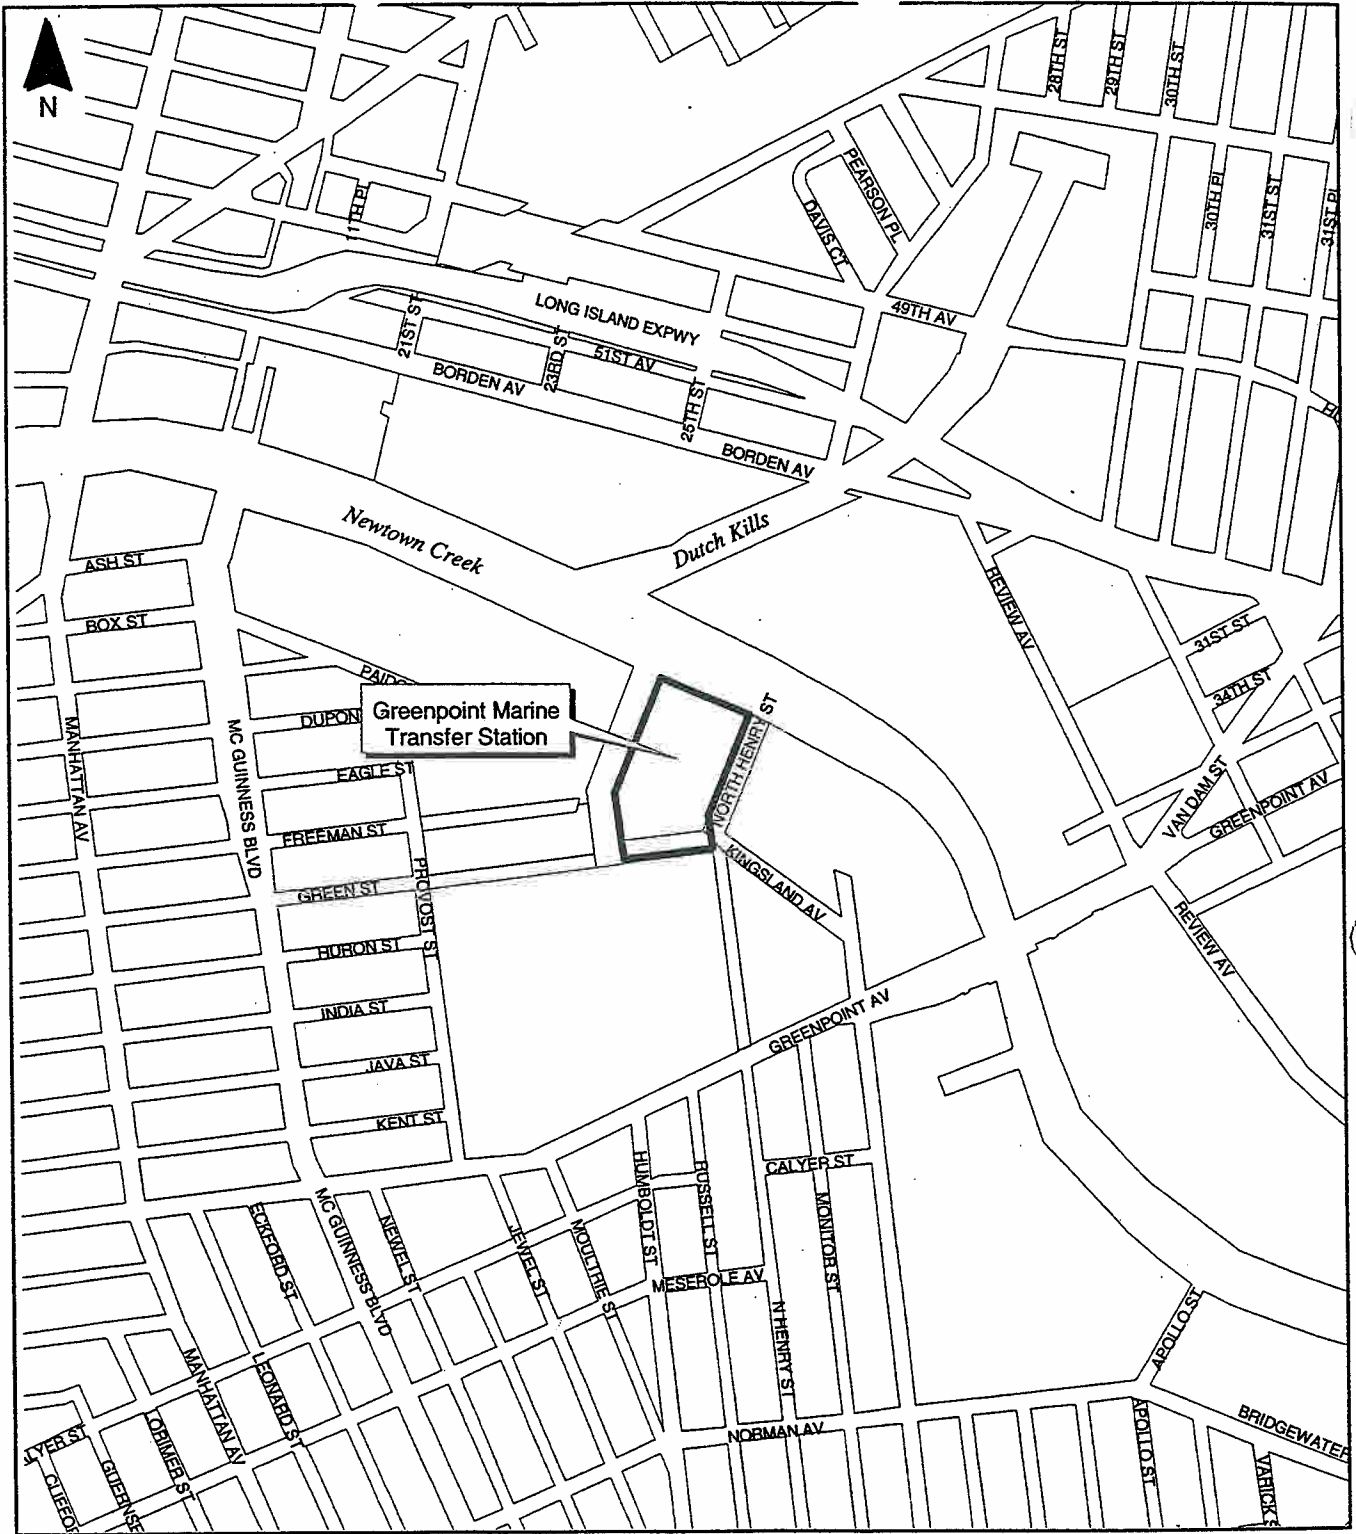 N
28TH ST
29TH ST
30TH ST
PEARSON PL
DAVIS CT
30TH PL
31ST ST
31ST PL
11TH PL
LONG ISLAND EXPWY
49TH AV
21ST ST
23RD ST
51ST AV
BORDEN AV
25TH ST
BORDEN AV
Newtown Creek
Dutch Kills
ASH ST
BOX ST
REVIEW AV
31ST ST
34TH ST
Greenpoint Marine
Transfer Station
MANHATTAN AV
MC GUINNESS BLVD
EAGLE ST
FREEMAN ST
GREEN ST
PROVOST ST
HURON ST
INDIA ST
JAVA ST
KENT ST
NORTH HENRY ST
KINGSLAND AV
VAN DAM ST
GREENPOINT AV
REVIEW AV
GREENPOINT AV
CALYER ST
HUMBOLDT ST
RUSSELL ST
MONITOR ST
MESEROLE AV
N HENRY ST
ECKFORD ST
MC GUINNESS BLVD
NEWEL ST
JEWEL ST
MOULTRIE ST
MANHATTAN AV
LEONARD ST
LORIMER ST
NORMAN AV
APOLLO ST
APOLLO ST
BRIDGEWATER